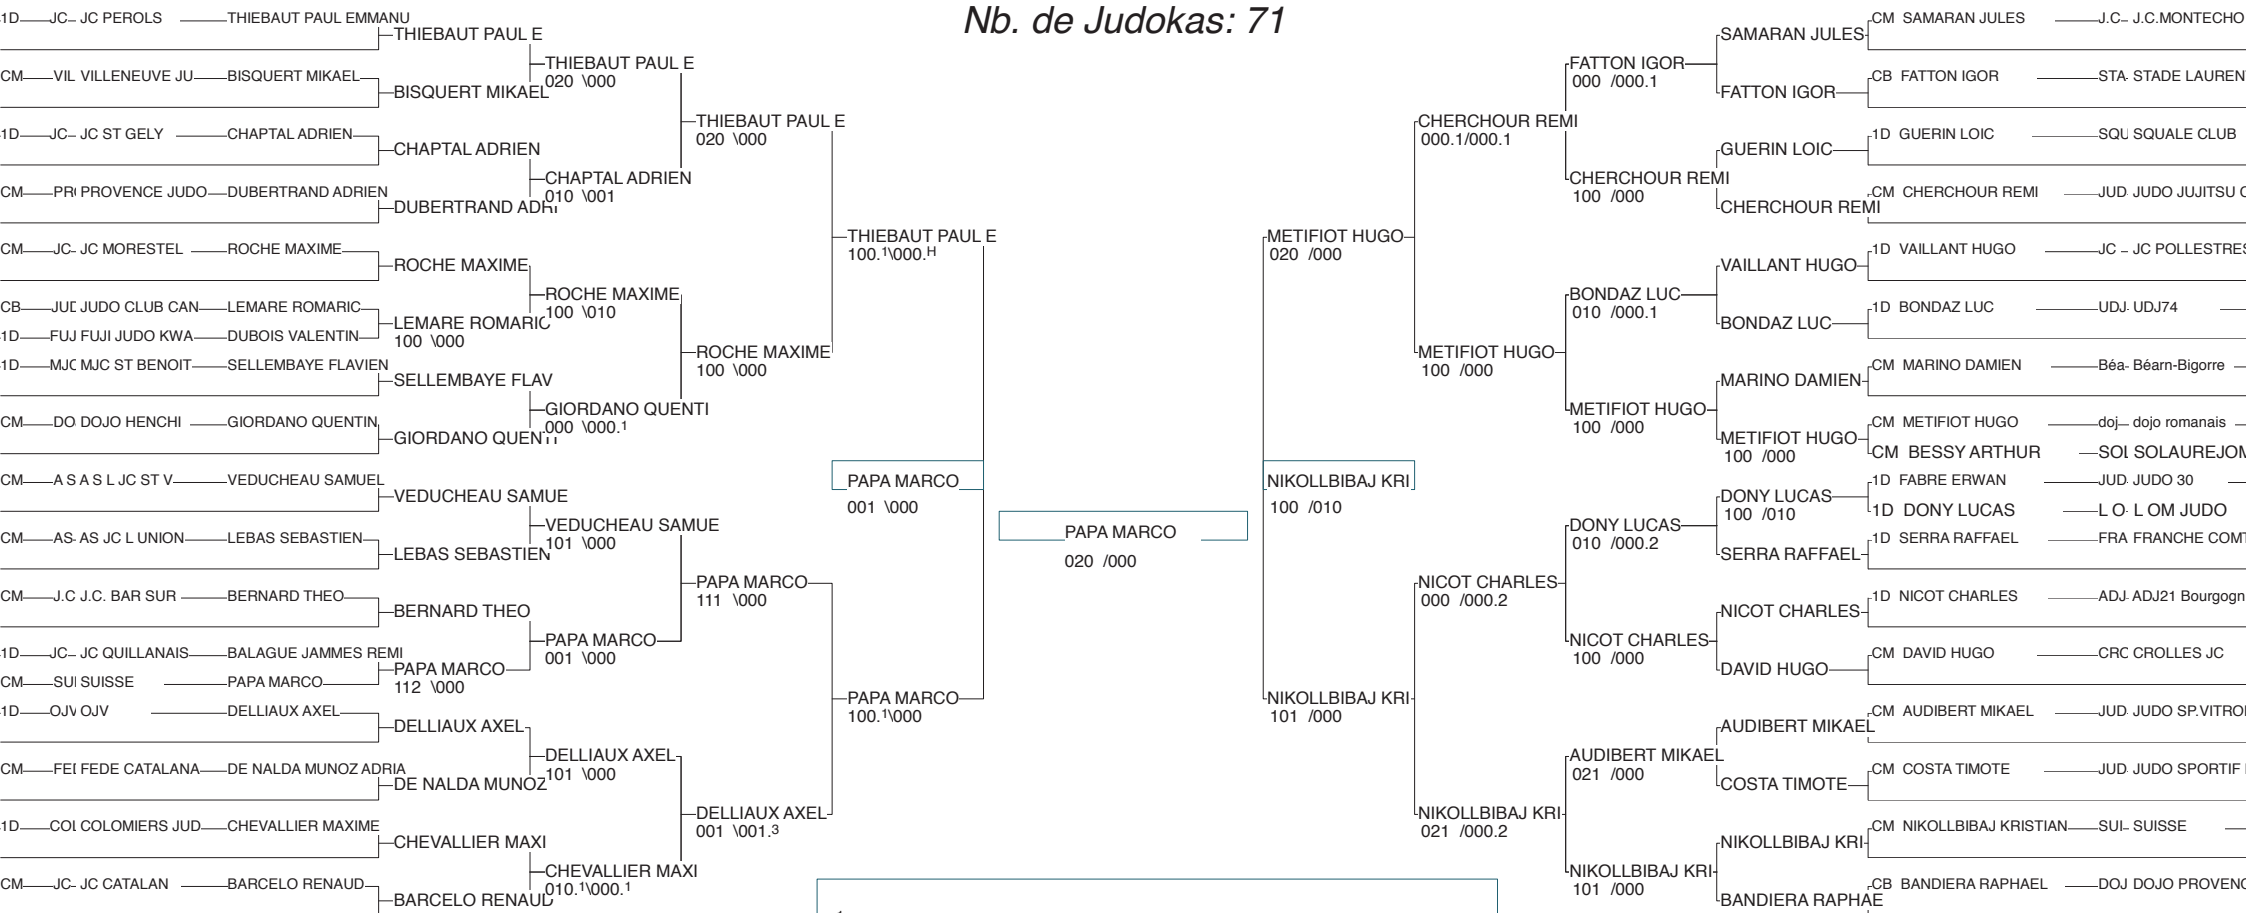 Nb. de Judokas: 71
1D JC JC PEROLS THIEBAUT PAUL EMMANU
THIEBAUT PAUL E
THIEBAUT PAUL E
020 \000
CM VIL VILLENEUVE JU BISQUERT MIKAEL
BISQUERT MIKAEL
THIEBAUT PAUL E
020 \000
1D JC JC ST GELY CHAPTAL ADRIEN
CHAPTAL ADRIEN
CHAPTAL ADRIEN
010 \001
CM PR PROVENCE JUDO DUBERTRAND ADRIEN
DUBERTRAND ADRI
THIEBAUT PAUL E
100.1\000.H
CM JC JC MORESTEL ROCHE MAXIME
ROCHE MAXIME
ROCHE MAXIME
100 \010
CB JUD JUDO CLUB CAN LEMARE ROMARIC
LEMARE ROMARIC
100 \000
1D FUJ FUJI JUDO KWA DUBOIS VALENTIN
ROCHE MAXIME
100 \000
1D MJC MJC ST BENOIT SELLEMBAYE FLAVIEN
SELLEMBAYE FLAV
GIORDANO QUENTI
000 \000.1
CM DO DOJO HENCHI GIORDANO QUENTIN
GIORDANO QUENTI
PAPA MARCO
001 \000
CM A S A S L JC ST V VEDUCHEAU SAMUEL
VEDUCHEAU SAMUE
VEDUCHEAU SAMUE
101 \000
CM AS AS JC L UNION LEBAS SEBASTIEN
LEBAS SEBASTIEN
PAPA MARCO
111 \000
CM J.C J.C. BAR SUR BERNARD THEO
BERNARD THEO
PAPA MARCO
001 \000
1D JC JC QUILLANAIS BALAGUE JAMMES REMI
PAPA MARCO
112 \000
CM SUI SUISSE PAPA MARCO
PAPA MARCO
100.1\000
1D OJV OJV DELLIAUX AXEL
DELLIAUX AXEL
DELLIAUX AXEL
101 \000
CM FED FEDE CATALANA DE NALDA MUNOZ ADRIA
DE NALDA MUNOZ
DELLIAUX AXEL
001 \001.3
1D COL COLOMIERS JUD CHEVALLIER MAXIME
CHEVALLIER MAXI
CHEVALLIER MAXI
010.1\000.1
CM JC JC CATALAN BARCELO RENAUD
BARCELO RENAUD
PAPA MARCO
020 /000
CM SAMARAN JULES J.C J.C.MONTECHO
SAMARAN JULES
FATTON IGOR
000 /000.1
CB FATTON IGOR STA STADE LAUREN
FATTON IGOR
CHERCHOUR REMI
000.1/000.1
1D GUERIN LOIC SQU SQUALE CLUB
GUERIN LOIC
CHERCHOUR REMI
100 /000
CM CHERCHOUR REMI JUD JUDO JUJITSU C
CHERCHOUR REMI
METIFIOT HUGO
020 /000
1D VAILLANT HUGO JC JC POLLESTRES
VAILLANT HUGO
BONDAZ LUC
010 /000.1
1D BONDAZ LUC UDJ UDJ74
BONDAZ LUC
METIFIOT HUGO
100 /000
CM MARINO DAMIEN Béa Béarn-Bigorre
MARINO DAMIEN
METIFIOT HUGO
100 /000
CM METIFIOT HUGO doj dojo romanais
METIFIOT HUGO
100 /000
CM BESSY ARTHUR SOL SOLAUREJOM
NIKOLLBIBAJ KRI
100 /010
1D FABRE ERWAN JUD JUDO 30
DONY LUCAS
100 /010
1D DONY LUCAS L O L OM JUDO
DONY LUCAS
010 /000.2
1D SERRA RAFFAEL FRA FRANCHE COMT
SERRA RAFFAEL
NICOT CHARLES
000 /000.2
1D NICOT CHARLES ADJ ADJ21 Bourgogn
NICOT CHARLES
NICOT CHARLES
100 /000
CM DAVID HUGO CRO CROLLES JC
DAVID HUGO
NIKOLLBIBAJ KRI
101 /000
CM AUDIBERT MIKAEL JUD JUDO SP.VITROL
AUDIBERT MIKAEL
AUDIBERT MIKAEL
021 /000
CM COSTA TIMOTE JUD JUDO SPORTIF
COSTA TIMOTE
NIKOLLBIBAJ KRI
021 /000.2
CM NIKOLLBIBAJ KRISTIAN SUI SUISSE
NIKOLLBIBAJ KRI
NIKOLLBIBAJ KRI
101 /000
CB BANDIERA RAPHAEL DOJ DOJO PROVENC
BANDIERA RAPHAE